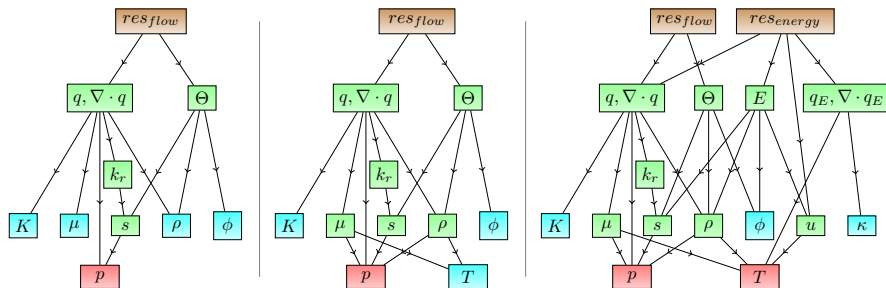 res_flow res_flow res_flow res_energy
q, ∇ · q Θ q, ∇ · q Θ q, ∇ · q Θ E q_E, ∇ · q_E
k_r k_r k_r
K μ s ρ ϕ K μ s ρ ϕ K μ s ρ ϕ u κ
p p T p T